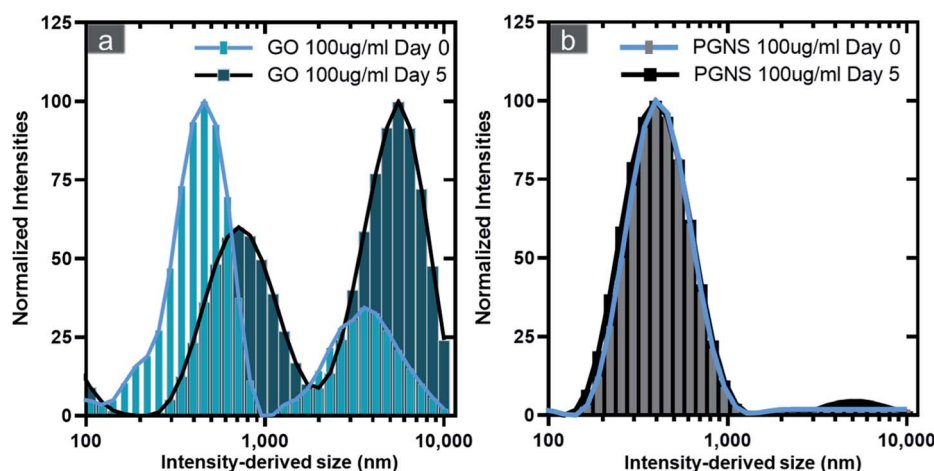 a
GO 100ug/ml Day 0
GO 100ug/ml Day 5
Normalized Intensities
125
100
75
50
25
0
100
1,000
10,000
Intensity-derived size (nm)
b
PGNS 100ug/ml Day 0
PGNS 100ug/ml Day 5
Normalized Intensities
125
100
75
50
25
0
100
1,000
10,000
Intensity-derived size (nm)